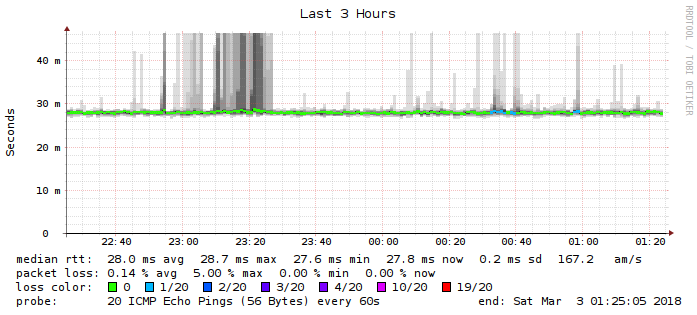 Last 3 Hours
RRDTOOL / TOBI OETIKER
Seconds
40 m
30 m
20 m
10 m
0
22:40 23:00 23:20 23:40 00:00 00:20 00:40 01:00 01:20
median rtt: 28.0 ms avg 28.7 ms max 27.6 ms min 27.8 ms now 0.2 ms sd 167.2 am/s
packet loss: 0.14 % avg 5.00 % max 0.00 % min 0.00 % now
loss color: 0 1/20 2/20 3/20 4/20 10/20 19/20
probe: 20 ICMP Echo Pings (56 Bytes) every 60s end: Sat Mar 3 01:25:05 2018